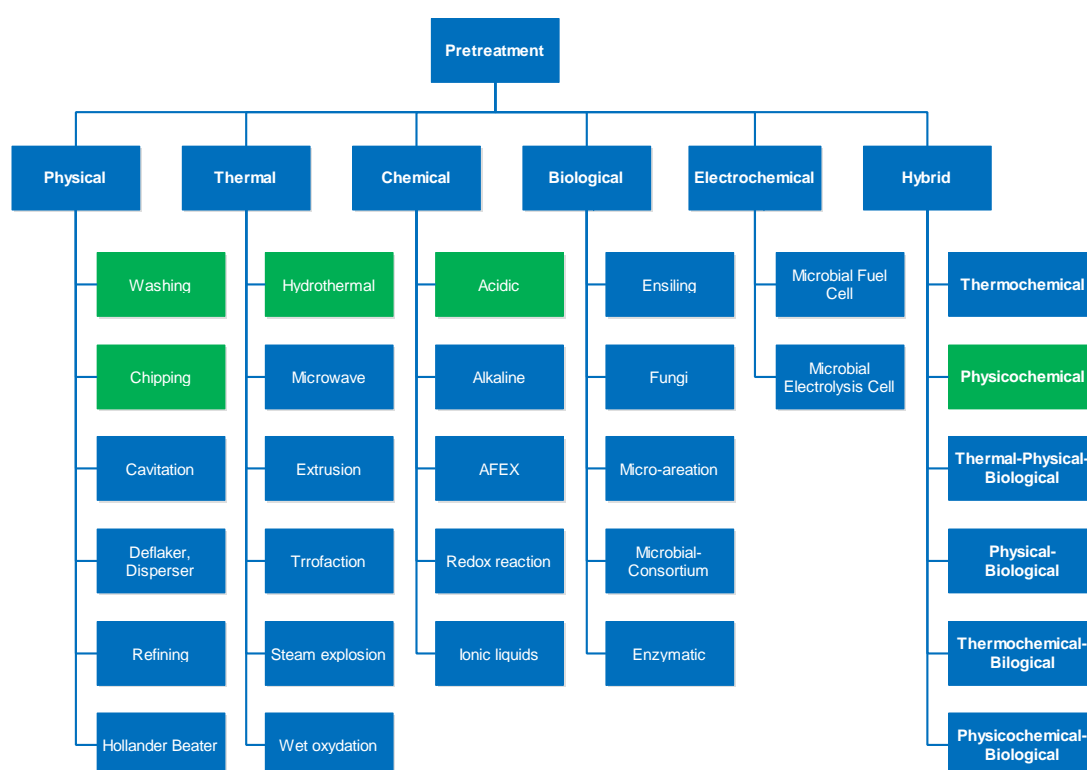 Pretreatment
Physical
Thermal
Chemical
Biological
Electrochemical
Hybrid
Washing
Hydrothermal
Acidic
Ensiling
Microbial Fuel
Cell
Thermochemical
Chipping
Microwave
Alkaline
Fungi
Microbial
Electrolysis Cell
Physicochemical
Cavitation
Extrusion
AFEX
Micro-areation
Thermal-Physical-
Biological
Deflaker,
Disperser
Trrofaction
Redox reaction
Microbial-
Consortium
Physical-
Biological
Refining
Steam explosion
Ionic liquids
Enzymatic
Thermochemical-
Bilogical
Hollander Beater
Wet oxydation
Physicochemical-
Biological